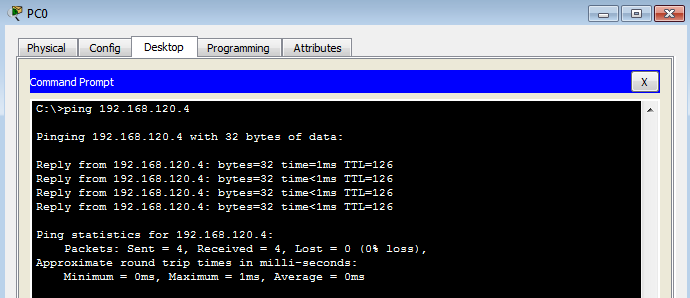 PC0
Physical Config Desktop Programming Attributes
Command Prompt X
C:\>ping 192.168.120.4
Pinging 192.168.120.4 with 32 bytes of data:
Reply from 192.168.120.4: bytes=32 time=1ms TTL=126
Reply from 192.168.120.4: bytes=32 time<1ms TTL=126
Reply from 192.168.120.4: bytes=32 time<1ms TTL=126
Reply from 192.168.120.4: bytes=32 time<1ms TTL=126
Ping statistics for 192.168.120.4:
Packets: Sent = 4, Received = 4, Lost = 0 (0% loss),
Approximate round trip times in milli-seconds:
Minimum = 0ms, Maximum = 1ms, Average = 0ms